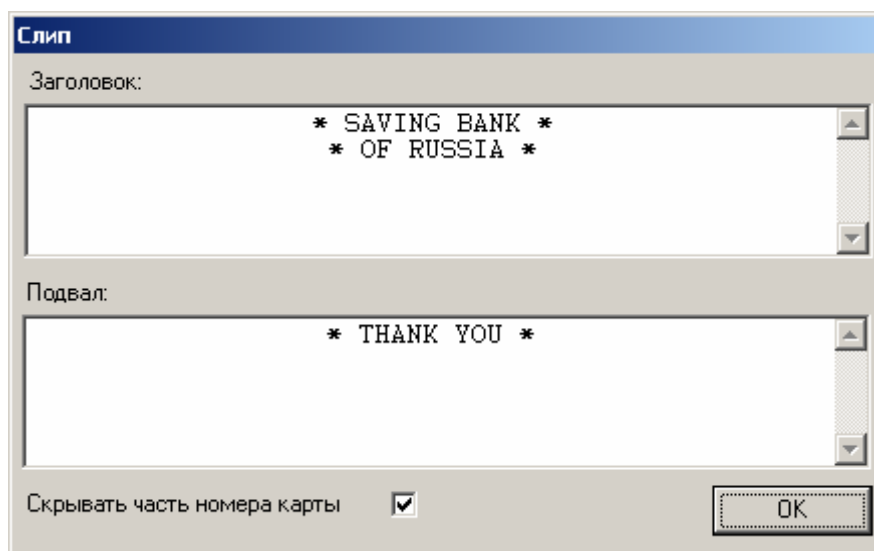 Слип
Заголовок:
* SAVING BANK *
* OF RUSSIA *
Подвал:
* THANK YOU *
Скрывать часть номера карты
OK